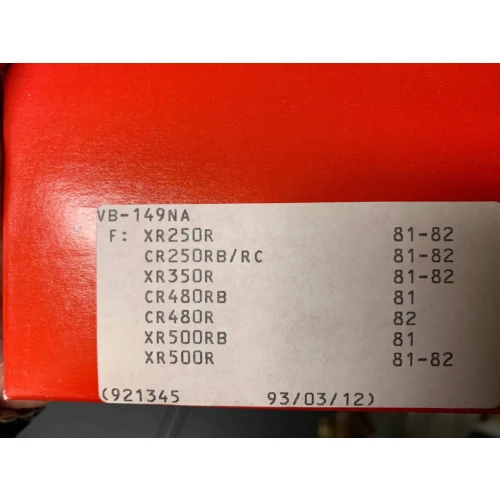 VB-149NA
F: XR250R 81-82
CR250RB/RC 81-82
XR350R 81-82
CR480RB 81
CR480R 82
XR500RB 81
XR500R 81-82
(921345 93/03/12)